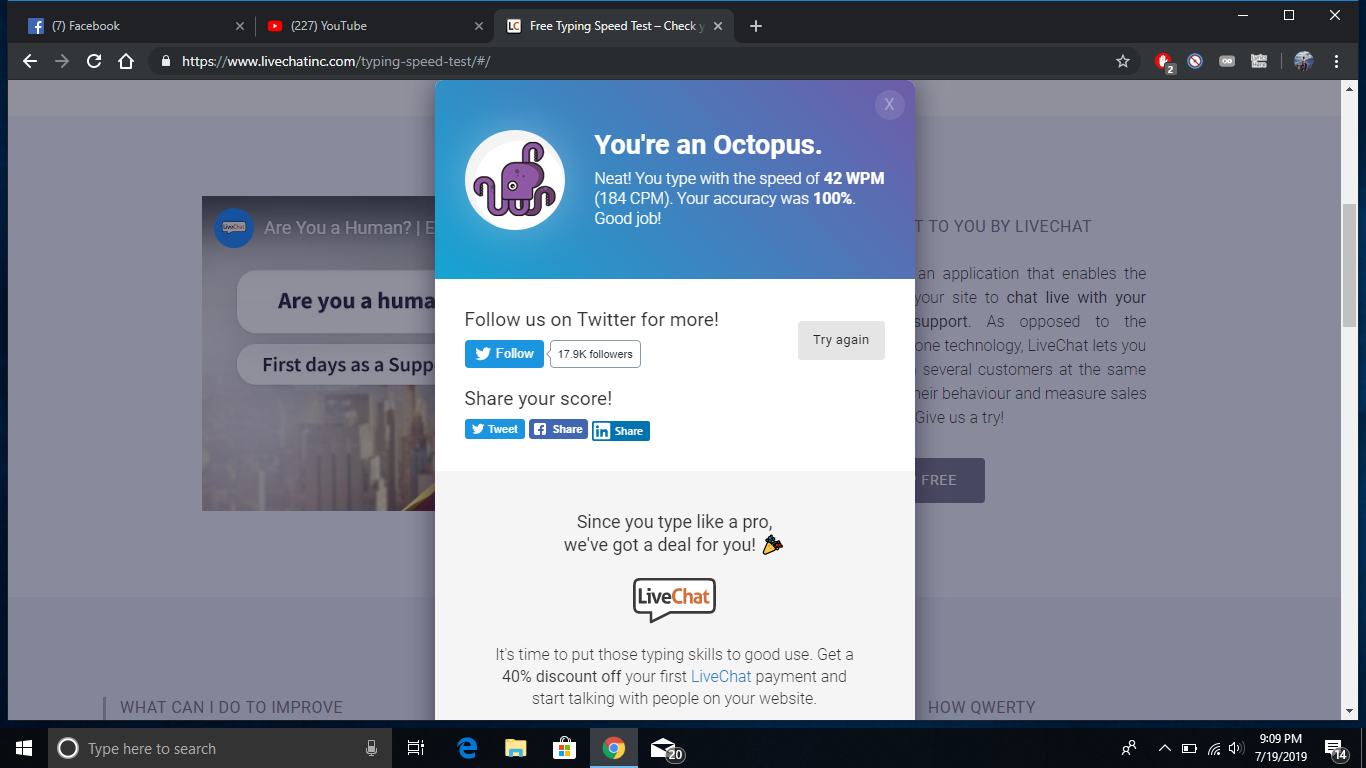 (7) Facebook
(227) YouTube
LC Free Typing Speed Test – Check y
https://www.livechatinc.com/typing-speed-test/#/
2
X
You're an Octopus.
Neat! You type with the speed of 42 WPM
(184 CPM). Your accuracy was 100%.
Good job!
LiveChat Are You a Human? | E
Are you a huma
First days as a Supp
T TO YOU BY LIVECHAT
an application that enables the
your site to chat live with your
support. As opposed to the
one technology, LiveChat lets you
several customers at the same
heir behaviour and measure sales
Give us a try!
FREE
Follow us on Twitter for more!
Follow 17.9K followers
Try again
Share your score!
Tweet Share in Share
Since you type like a pro,
we've got a deal for you!
LiveChat
It's time to put those typing skills to good use. Get a
40% discount off your first LiveChat payment and
start talking with people on your website.
WHAT CAN I DO TO IMPROVE
HOW QWERTY
Type here to search
20
9:09 PM
7/19/2019
14